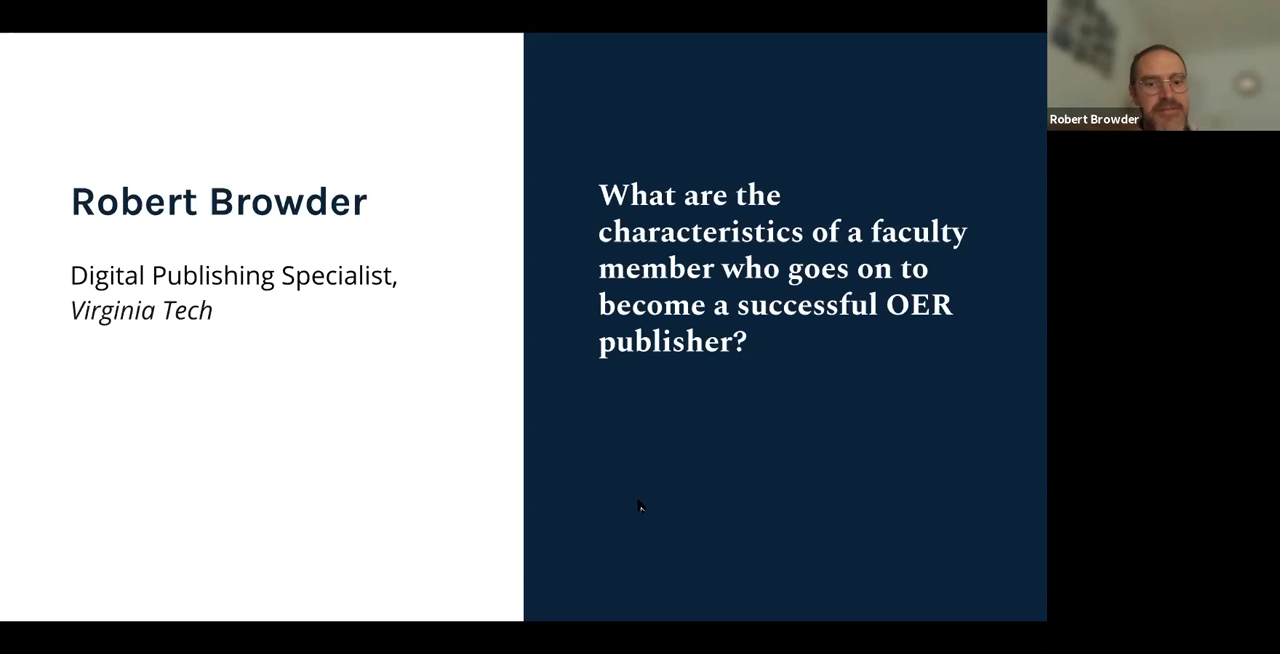 Robert Browder
Digital Publishing Specialist,
Virginia Tech
What are the
characteristics of a faculty
member who goes on to
become a successful OER
publisher?
Robert Browder